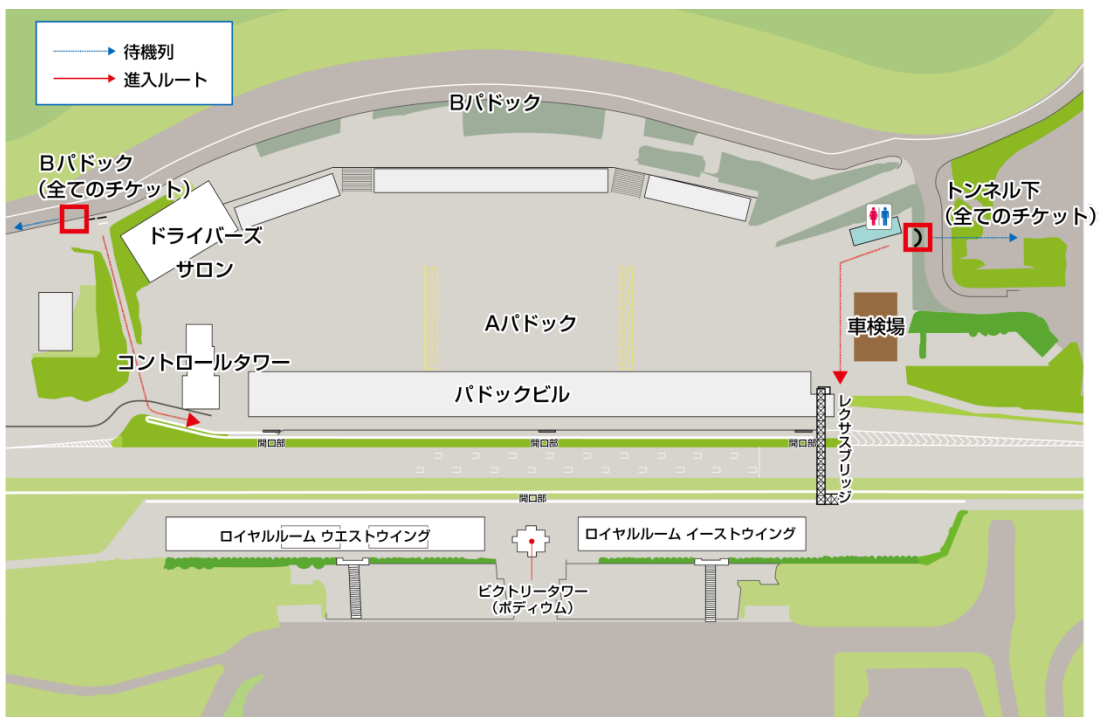 待機列
進入ルート
Bパドック
Bパドック
(全てのチケット)
トンネル下
(全てのチケット)
ドライバーズ
サロン
Aパドック
車検場
コントロールタワー
パドックビル
レクサスブリッジ
開口部
開口部
開口部
開口部
ロイヤルルーム ウエストウイング
ロイヤルルーム イーストウイング
ビクトリータワー
(ポディウム)